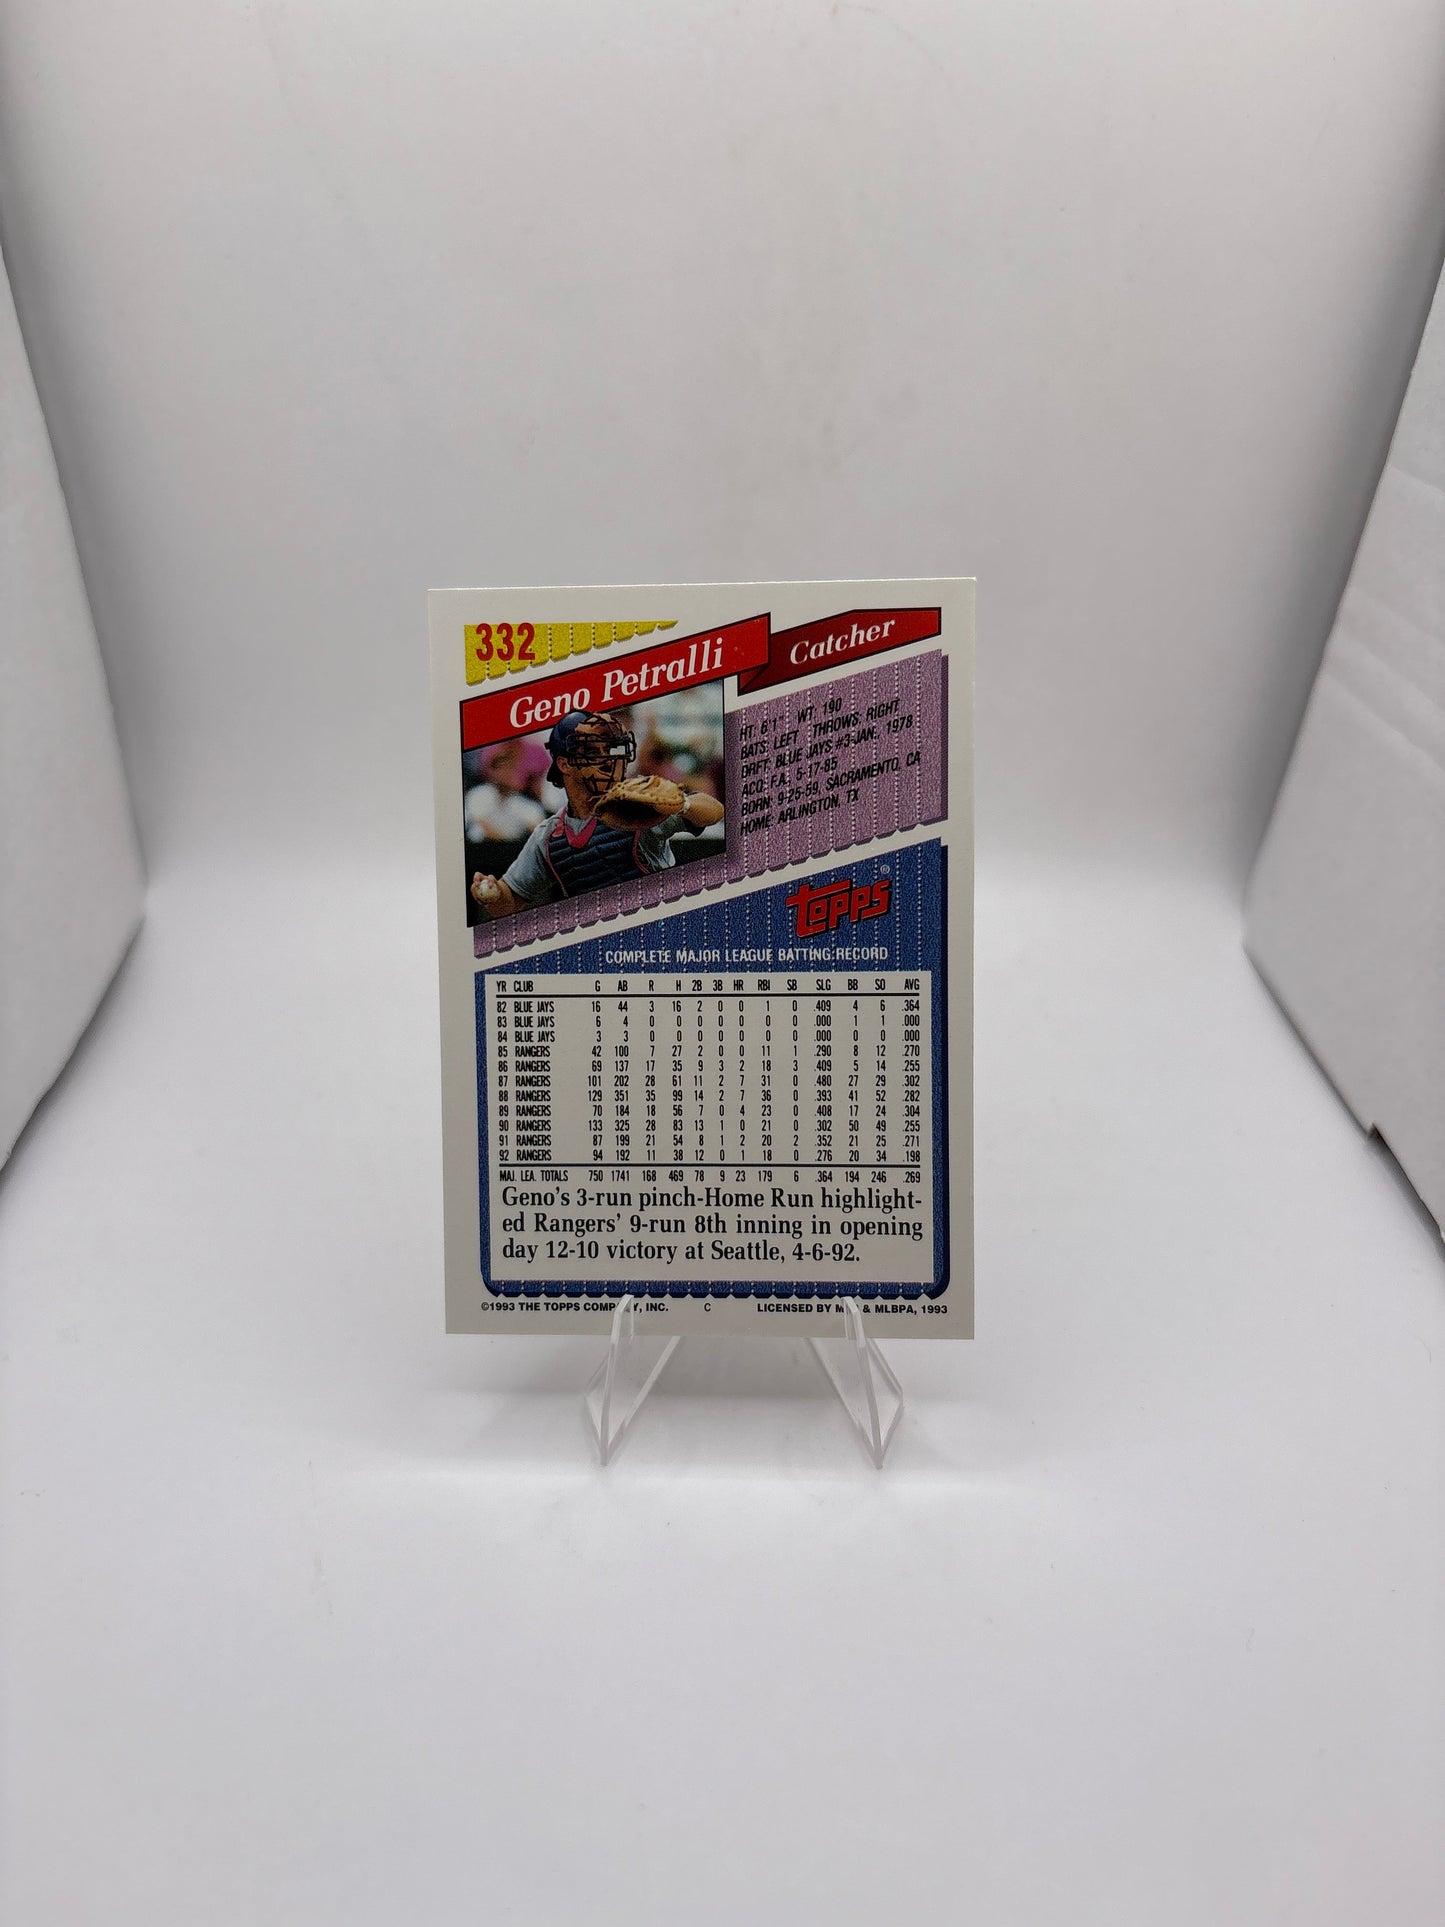 332
Geno Petralli
Catcher
HT: 6'1" WT: 190
BATS: LEFT THROWS: RIGHT
DRFT: BLUE JAYS #3-JAN., 1978
ACQ: F.A., 5-17-85
BORN: 9-25-59, SACRAMENTO, CA
HOME: ARLINGTON, TX
topps®
COMPLETE MAJOR LEAGUE BATTING RECORD
YR CLUB G AB R H 2B 3B HR RBI SB SLG BB SO AVG
82 BLUE JAYS 16 44 3 16 2 0 0 1 0 .409 4 6 .364
83 BLUE JAYS 6 4 0 0 0 0 0 0 0 .000 1 1 .000
84 BLUE JAYS 3 3 0 0 0 0 0 0 0 .000 0 0 .000
85 RANGERS 42 100 7 27 2 0 0 11 1 .290 8 12 .270
86 RANGERS 69 137 17 35 9 3 2 18 3 .409 5 14 .255
87 RANGERS 101 202 28 61 11 2 7 31 0 .480 27 29 .302
88 RANGERS 129 351 35 99 14 2 7 36 0 .393 41 52 .282
89 RANGERS 70 184 18 56 7 0 4 23 0 .408 17 24 .304
90 RANGERS 133 325 28 83 13 1 0 21 0 .302 50 49 .255
91 RANGERS 87 199 21 54 8 1 2 20 2 .352 21 25 .271
92 RANGERS 94 192 11 38 12 0 1 18 0 .276 20 34 .198
MAJ. LEA. TOTALS 750 1741 168 469 78 9 23 179 6 .364 194 246 .269
Geno's 3-run pinch-Home Run highlight-
ed Rangers' 9-run 8th inning in opening
day 12-10 victory at Seattle, 4-6-92.
©1993 THE TOPPS COMPANY, INC. C LICENSED BY MLB & MLBPA, 1993